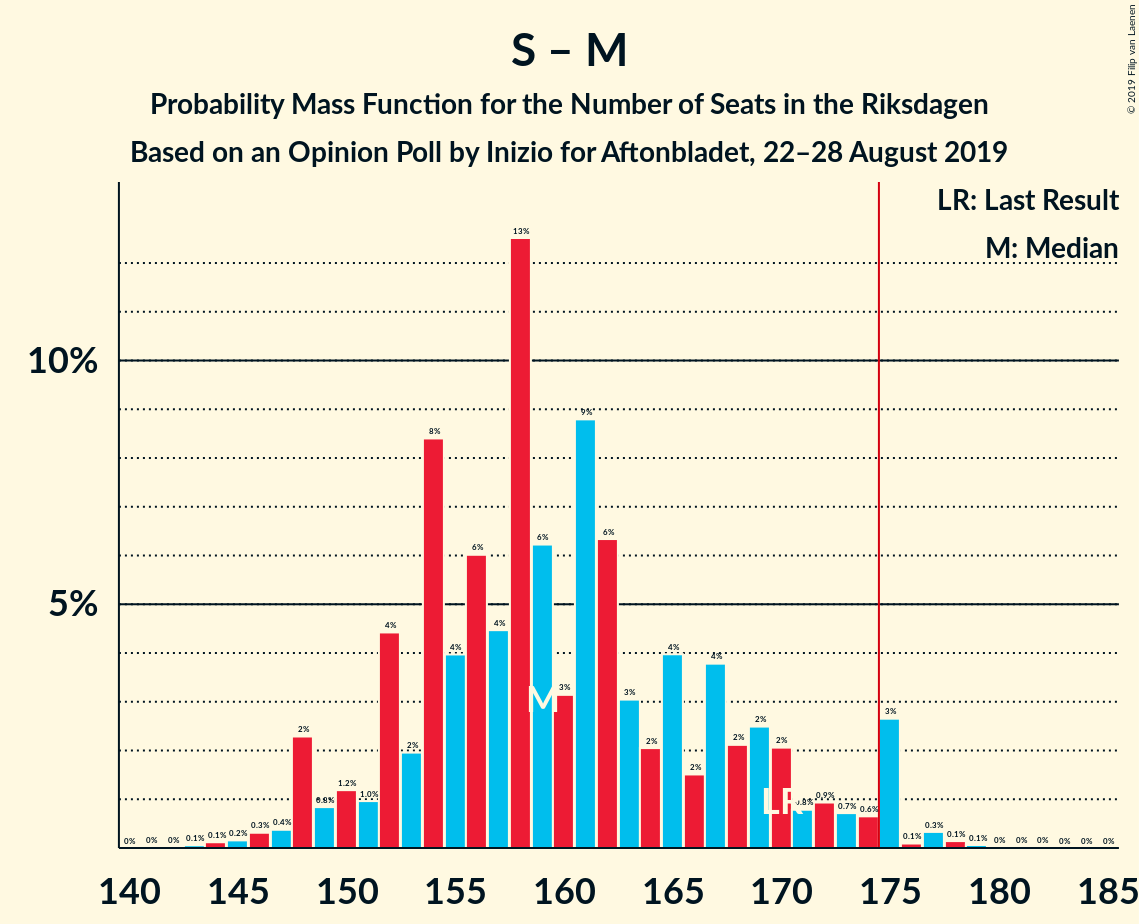 © 2019 Filip van Laenen
S – M
Probability Mass Function for the Number of Seats in the Riksdagen
Based on an Opinion Poll by Inizio for Aftonbladet, 22–28 August 2019
LR: Last Result
M: Median
10%
5%
0% 0% 0% 0.1% 0.1% 0.2% 0.3% 0.4% 2% 0.8% 1.2% 1.0% 4% 2% 8% 4% 6% 4% 13% 6% 3% 9% 6% 3% 2% 4% 2% 4% 2% 2% 2% 0.8% 0.9% 0.7% 0.6% 3% 0.1% 0.3% 0.1% 0.1% 0% 0% 0% 0% 0% 0%
M
LR
140 145 150 155 160 165 170 175 180 185